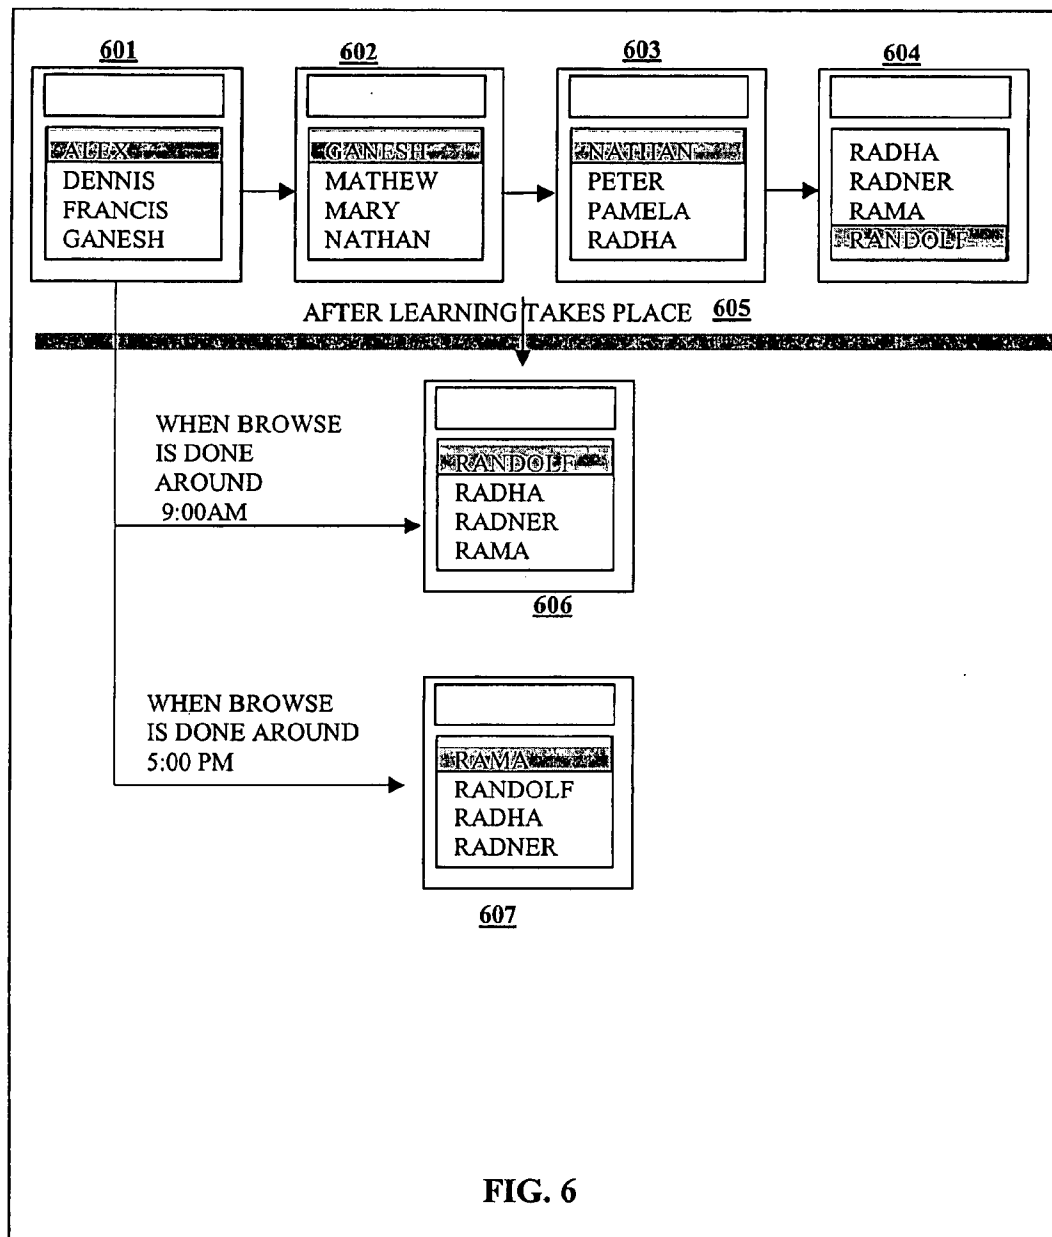 601
602
603
604
ALEX
DENNIS
FRANCIS
GANESH
GANESH
MATHEW
MARY
NATHAN
NATHAN
PETER
PAMELA
RADHA
RADHA
RADNER
RAMA
RANDOLF
AFTER LEARNING TAKES PLACE 605
WHEN BROWSE
IS DONE
AROUND
9:00AM
RANDOLF
RADHA
RADNER
RAMA
606
WHEN BROWSE
IS DONE AROUND
5:00 PM
RAMA
RANDOLF
RADHA
RADNER
607
FIG. 6